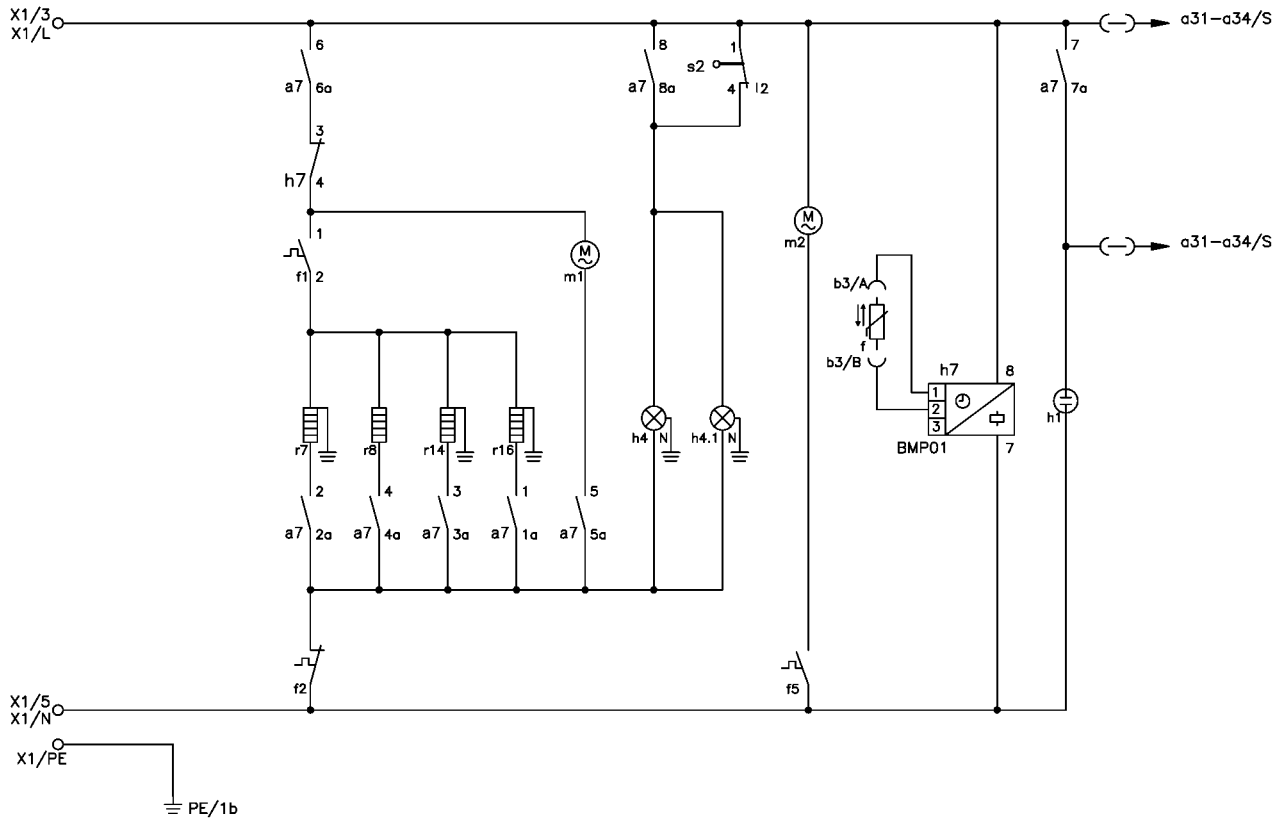 X1/3
X1/L
a31-a34/S
6
a7 6a
8
a7 8a
1
s2
4 12
7
a7 7a
3
h7 4
1
f1 2
M
m1
M
m2
a31-a34/S
b3/A
f
b3/B
h7 8
1
2
3
BMP01 7
h1
r7
r8
r14
r16
h4 N
h4.1 N
2
a7 2a
4
a7 4a
3
a7 3a
1
a7 1a
5
a7 5a
f2
f5
X1/5
X1/N
X1/PE
PE/1b